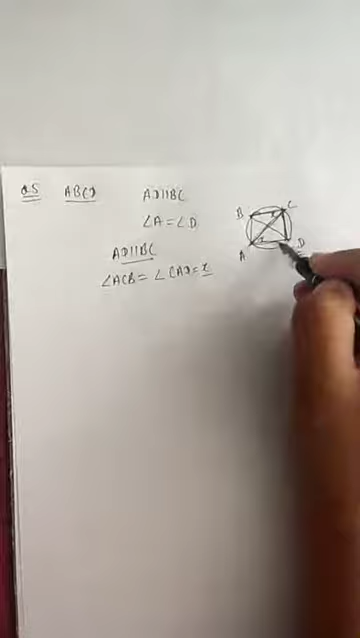 Q5 ABCD AD||BC
∠A = ∠D
AD||BC
∠ACB = ∠CAD = x
B C
A D
x